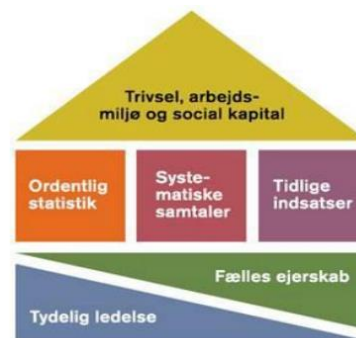 Trivsel, arbejds-
miljø og social kapital
Ordentlig
statistik
Syste-
matiske
samtaler
Tidlige
indsatser
Fælles ejerskab
Tydelig ledelse